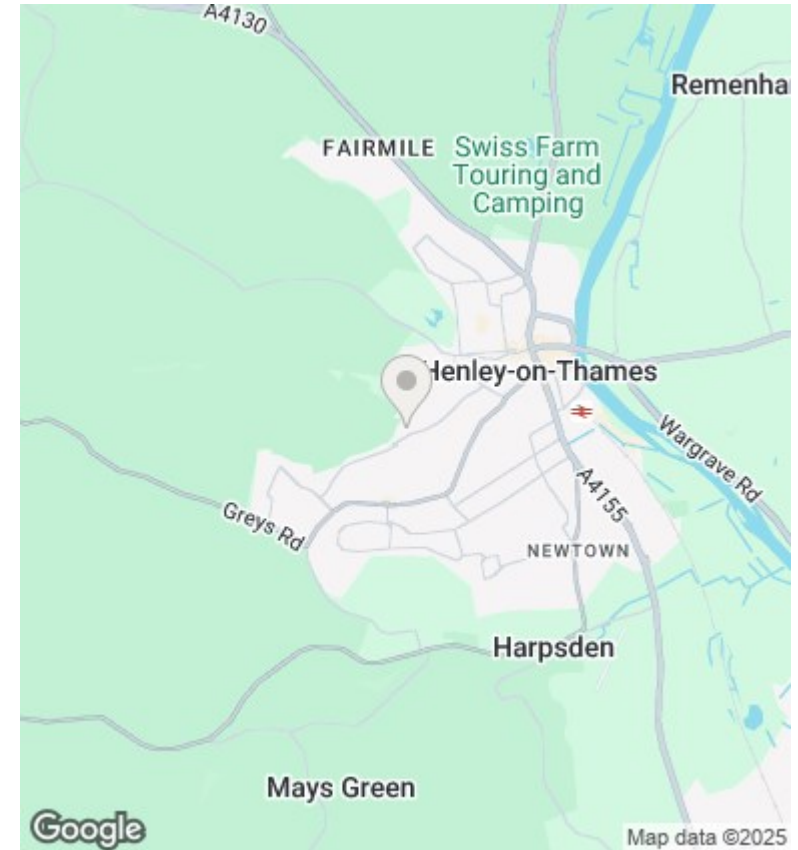 A4130
Remenha
FAIRMILE
Swiss Farm
Touring and
Camping
Henley-on-Thames
Wargrave Rd
A4155
Greys Rd
NEWTOWN
Harpsden
Mays Green
Google
Map data ©2025